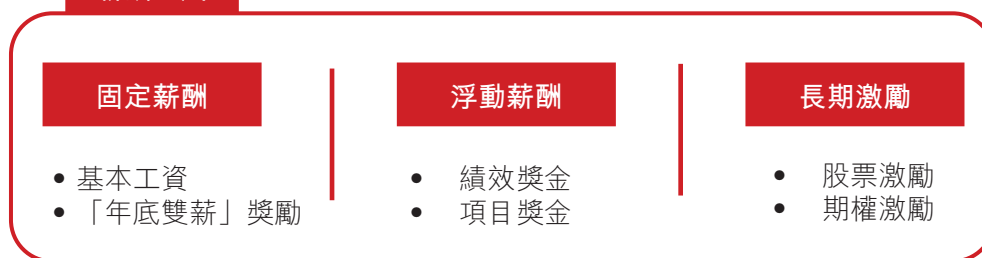 固定薪酬
浮動薪酬
長期激勵
• 基本工資
• 「年底雙薪」獎勵
• 績效獎金
• 項目獎金
• 股票激勵
• 期權激勵